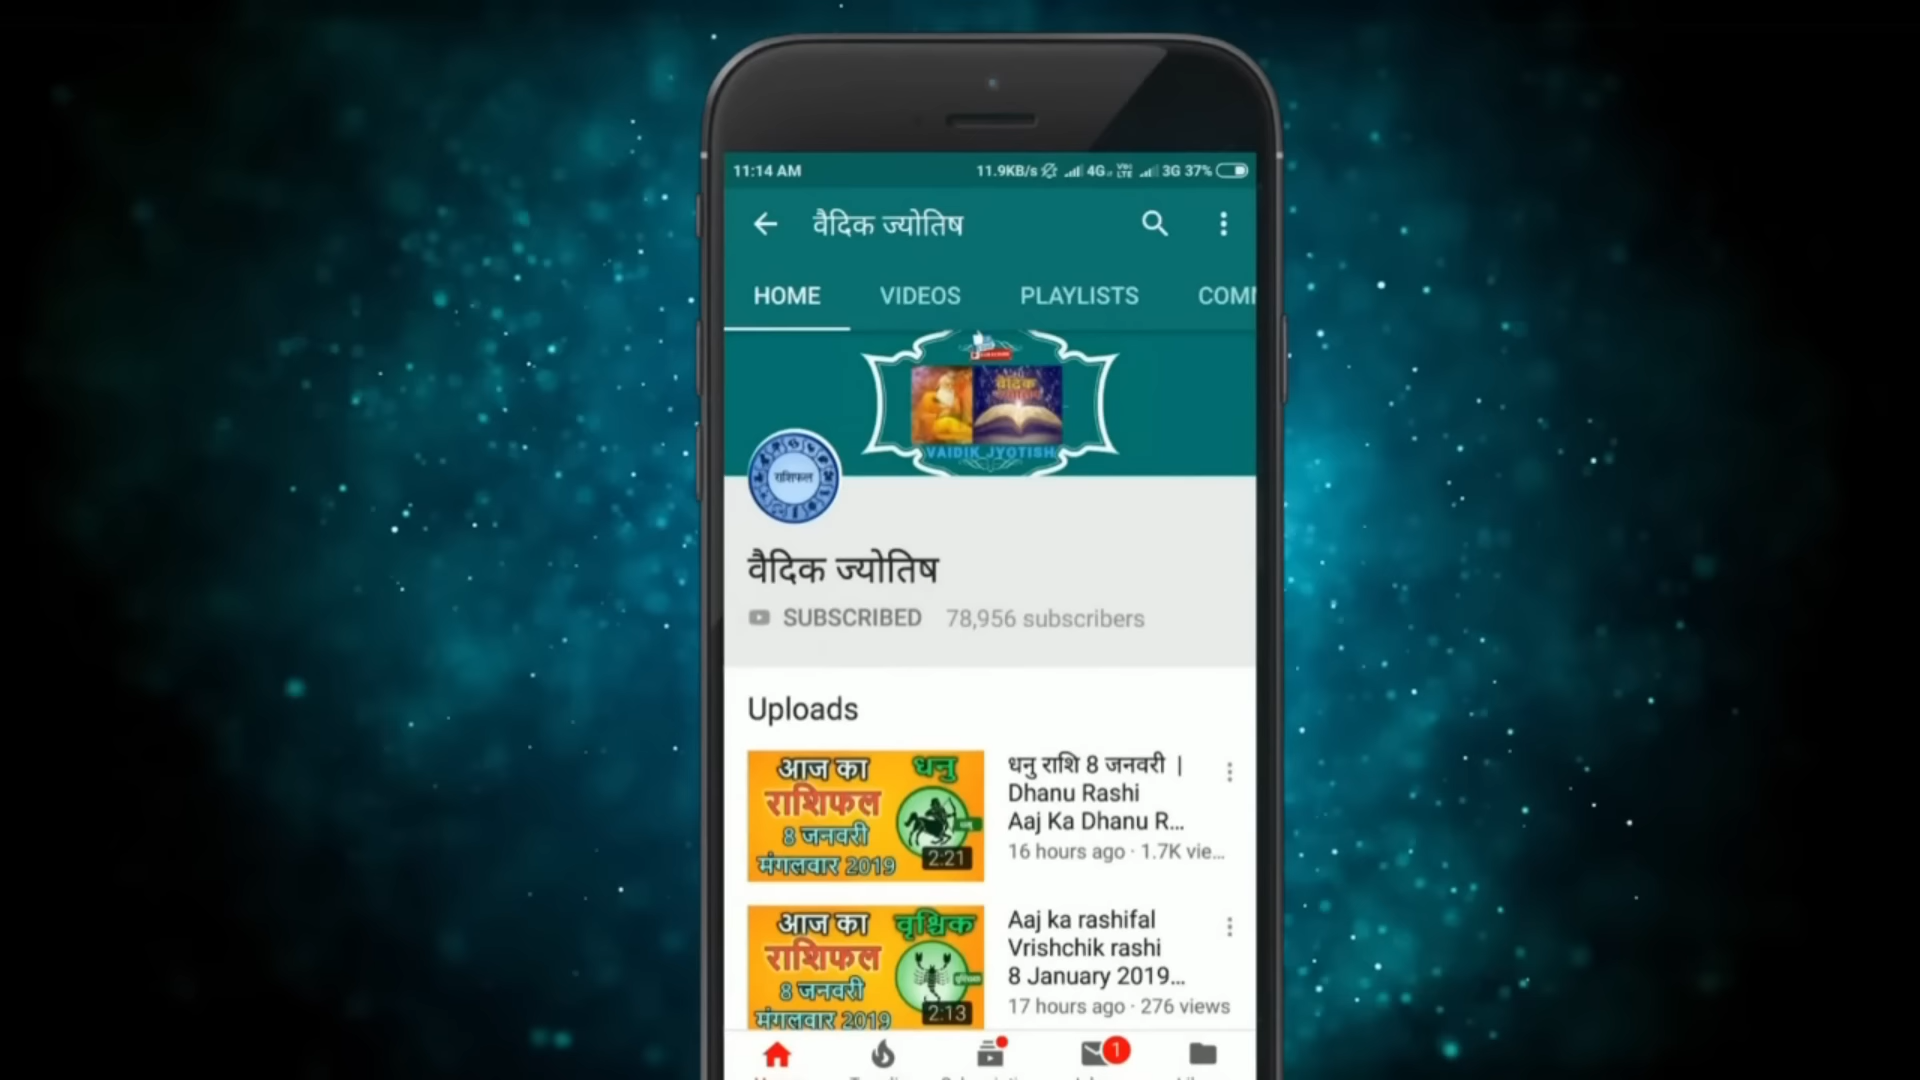 11:14 AM
11.9KB/s 4G VoLTE 3G 37%
वैदिक ज्योतिष
HOME VIDEOS PLAYLISTS COMM
वैदिक
VAIDIK JYOTISH
राशिफल
वैदिक ज्योतिष
SUBSCRIBED 78,956 subscribers
Uploads
आज का धनु
राशिफल
8 जनवरी
मंगलवार 2019
2:21
धनु राशि 8 जनवरी |
Dhanu Rashi
Aaj Ka Dhanu R...
16 hours ago · 1.7K vie...
आज का वृश्चिक
राशिफल
8 जनवरी
मंगलवार 2019
2:13
Aaj ka rashifal
Vrishchik rashi
8 January 2019...
17 hours ago · 276 views
1